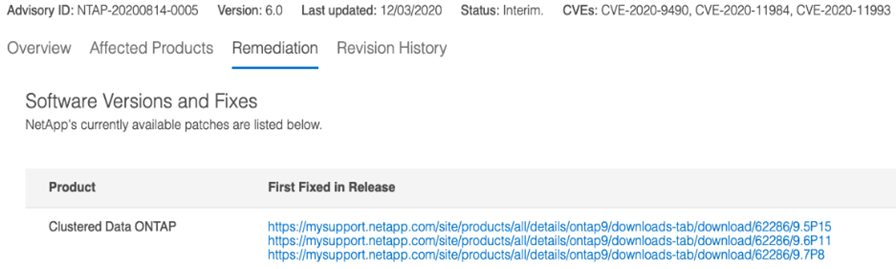 Advisory ID: NTAP-20200814-0005 Version: 6.0 Last updated: 12/03/2020 Status: Interim. CVEs: CVE-2020-9490, CVE-2020-11984, CVE-2020-11993
Overview Affected Products Remediation Revision History
Software Versions and Fixes
NetApp's currently available patches are listed below.
Product First Fixed in Release
Clustered Data ONTAP https://mysupport.netapp.com/site/products/all/details/ontap9/downloads-tab/download/62286/9.5P15
https://mysupport.netapp.com/site/products/all/details/ontap9/downloads-tab/download/62286/9.6P11
https://mysupport.netapp.com/site/products/all/details/ontap9/downloads-tab/download/62286/9.7P8